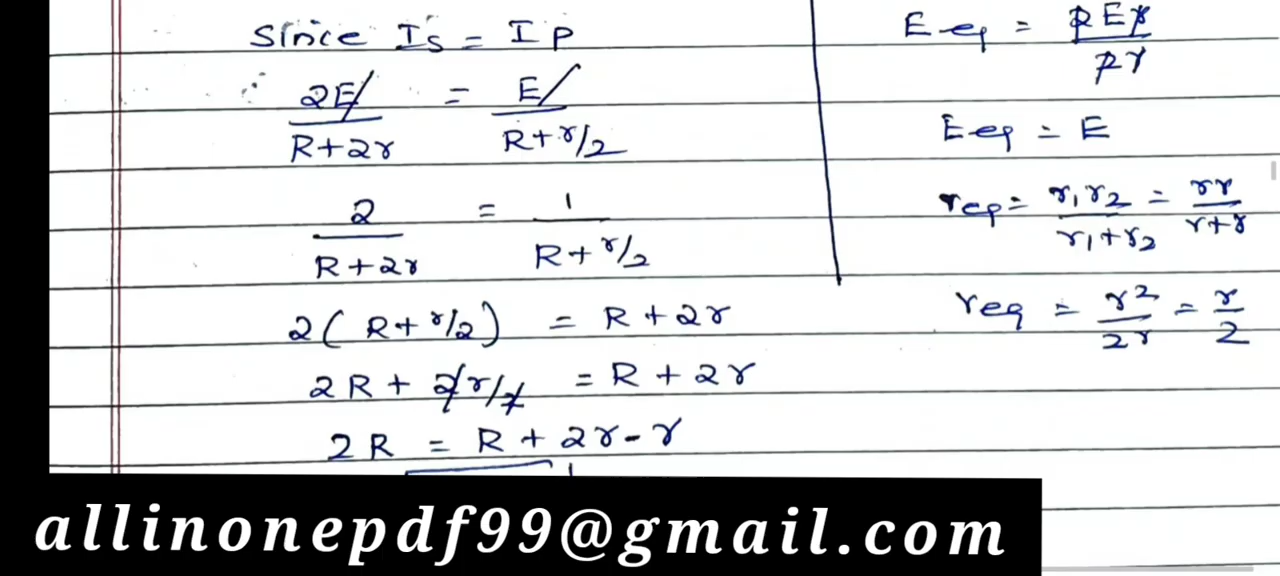 Since Is = Ip
2E/R+2r = E/R+r/2
2/R+2r = 1/R+r/2
2(R+r/2) = R+2r
2R + 2r/2 = R+2r
2R = R+2r-r
Eeq = 2Er/2r
Eeq = E
req = r₁r₂/r₁+r₂ = rr/r+r
req = r²/2r = r/2
allinonepdf99@gmail.com